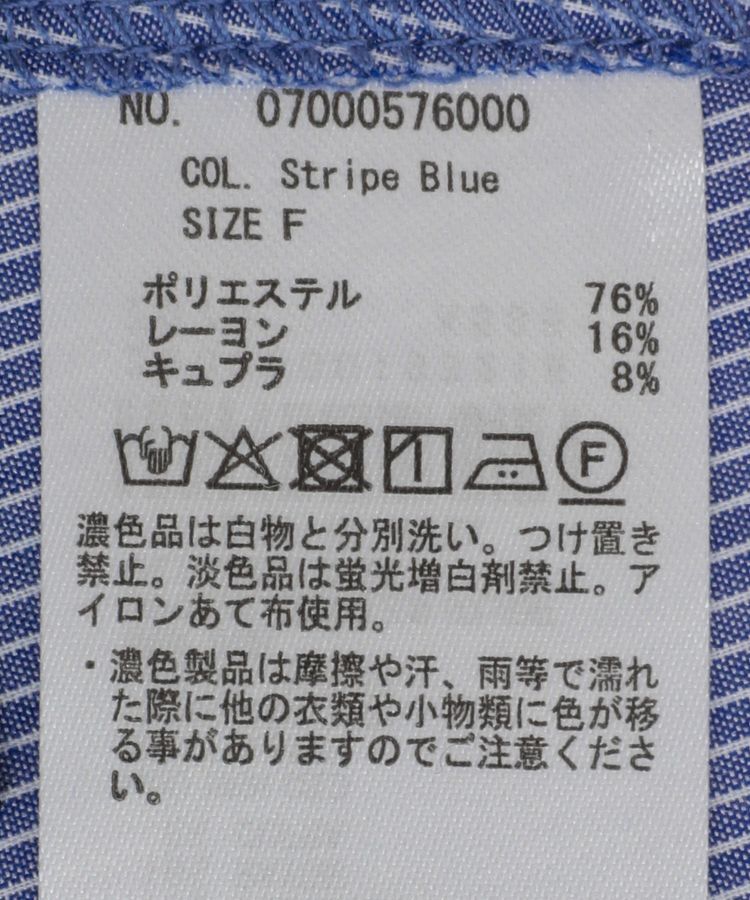 NO. 07000576000
COL. Stripe Blue
SIZE F
ポリエステル 76%
レーヨン 16%
キュプラ 8%
F
濃色品は白物と分別洗い。つけ置き
禁止。淡色品は蛍光増白剤禁止。ア
イロンあて布使用。
・濃色製品は摩擦や汗、雨等で濡れ
た際に他の衣類や小物類に色が移
る事がありますのでご注意くださ
い。